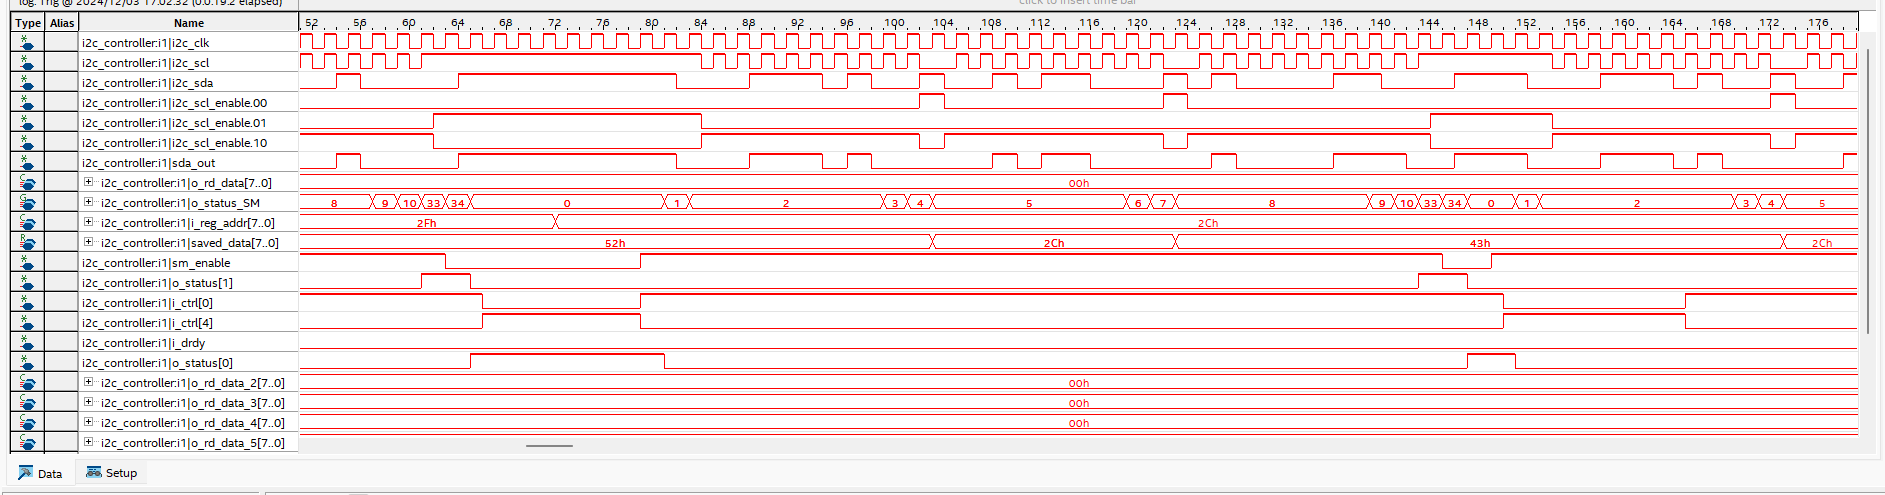 log: Trig @ 2024/12/03 17:02:32 (0:0:19.2 elapsed)
click to insert time bar
Type Alias Name 52 56 60 64 68 72 76 80 84 88 92 96 100 104 108 112 116 120 124 128 132 136 140 144 148 152 156 160 164 168 172 176
i2c_controller:i1|i2c_clk
i2c_controller:i1|i2c_scl
i2c_controller:i1|i2c_sda
i2c_controller:i1|i2c_scl_enable.00
i2c_controller:i1|i2c_scl_enable.01
i2c_controller:i1|i2c_scl_enable.10
i2c_controller:i1|sda_out
i2c_controller:i1|o_rd_data[7..0] 00h
i2c_controller:i1|o_status_SM 8 9 10 33 34 0 1 2 3 4 5 6 7 8 9 10 33 34 0 1 2 3 4 5
i2c_controller:i1|i_reg_addr[7..0] 2Fh 2Ch
i2c_controller:i1|saved_data[7..0] 52h 2Ch 43h 2Ch
i2c_controller:i1|sm_enable
i2c_controller:i1|o_status[1]
i2c_controller:i1|i_ctrl[0]
i2c_controller:i1|i_ctrl[4]
i2c_controller:i1|i_drdy
i2c_controller:i1|o_status[0]
i2c_controller:i1|o_rd_data_2[7..0] 00h
i2c_controller:i1|o_rd_data_3[7..0] 00h
i2c_controller:i1|o_rd_data_4[7..0] 00h
i2c_controller:i1|o_rd_data_5[7..0]
Data Setup